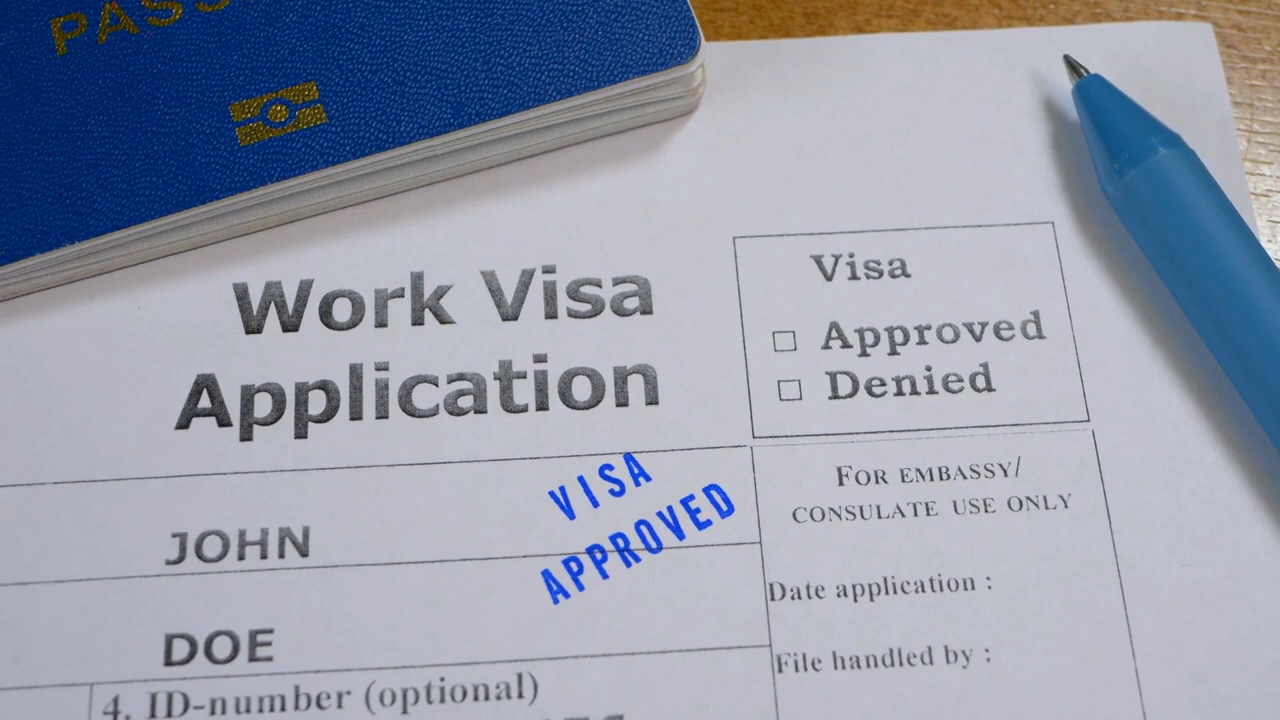 Work Visa
Application
Visa
□ Approved
□ Denied
VISA
APPROVED
JOHN
DOE
4. ID-number (optional)
FOR EMBASSY/
CONSULATE USE ONLY
Date application :
File handled by :